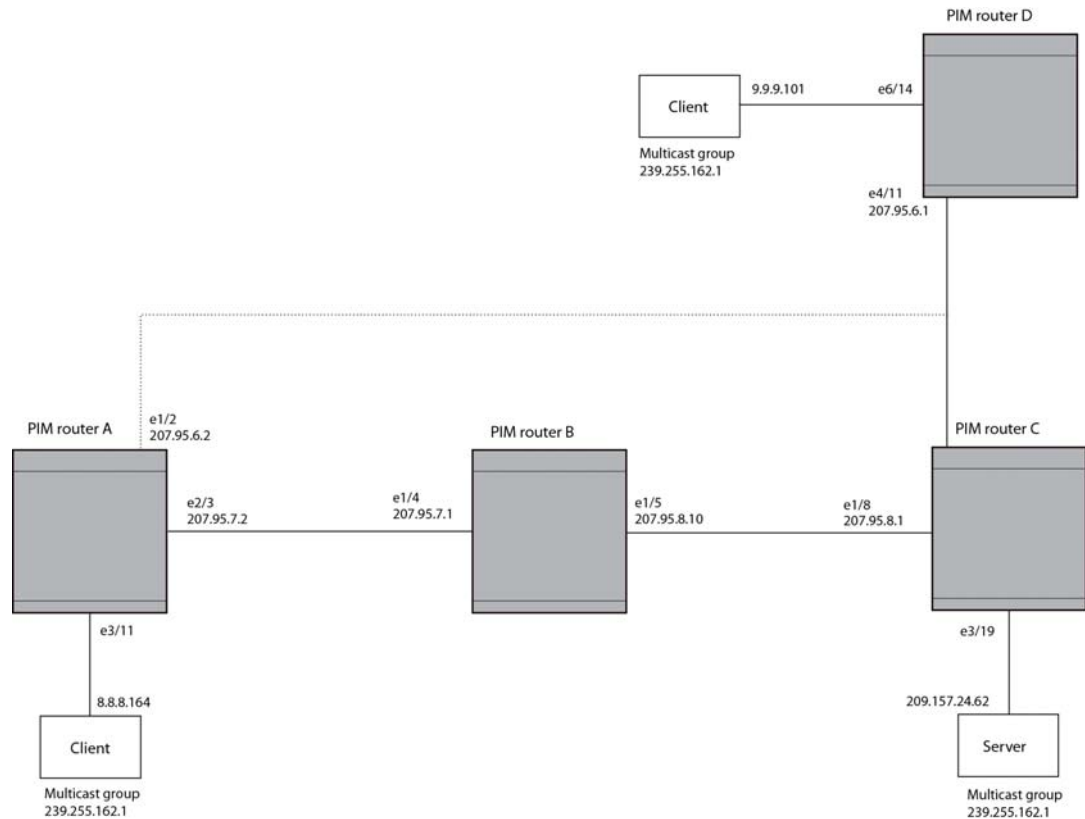 PIM router D
9.9.9.101
e6/14
Client
Multicast group
239.255.162.1
e4/11
207.95.6.1
PIM router A
e1/2
207.95.6.2
PIM router B
PIM router C
e2/3
207.95.7.2
e1/4
207.95.7.1
e1/5
207.95.8.10
e1/8
207.95.8.1
e3/11
e3/19
8.8.8.164
209.157.24.62
Client
Server
Multicast group
239.255.162.1
Multicast group
239.255.162.1